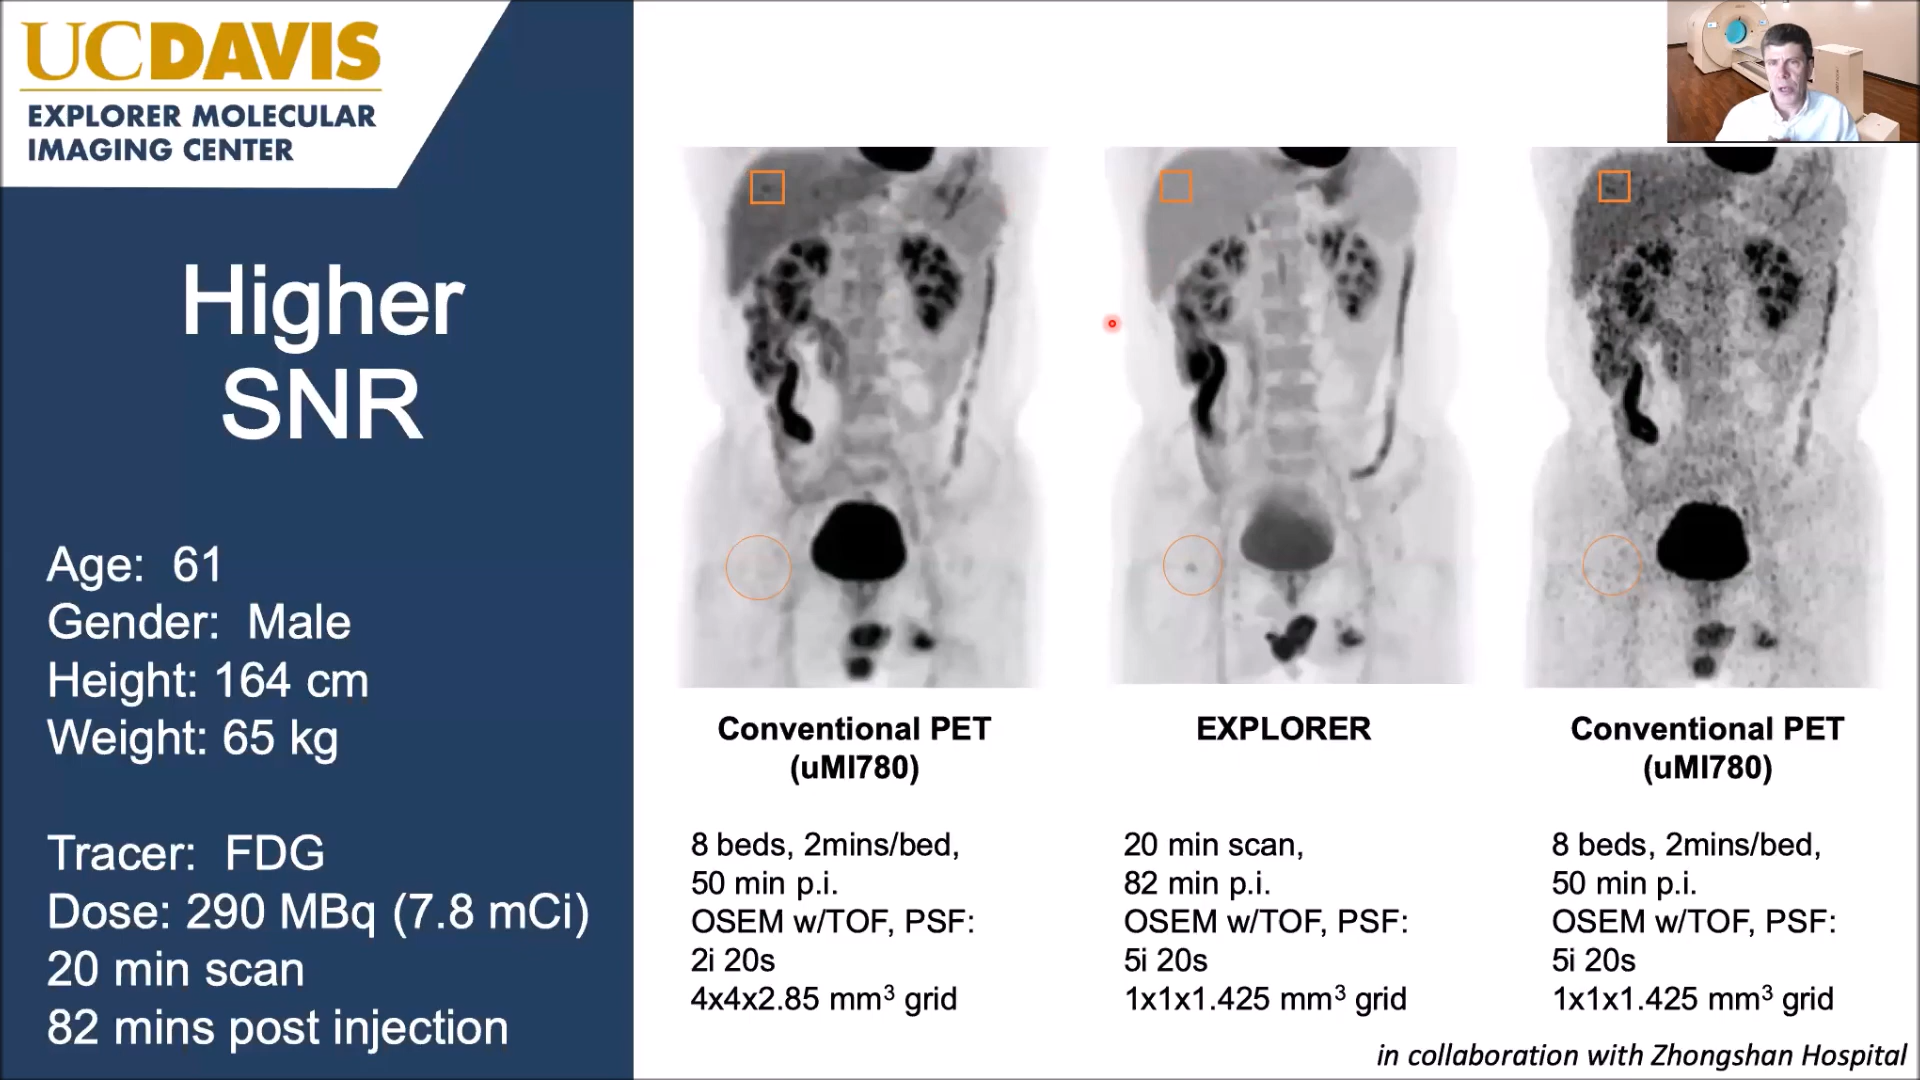 UCDAVIS
EXPLORER MOLECULAR
IMAGING CENTER
Higher
SNR
Age: 61
Gender: Male
Height: 164 cm
Weight: 65 kg
Tracer: FDG
Dose: 290 MBq (7.8 mCi)
20 min scan
82 mins post injection
Conventional PET
(uMI780)
8 beds, 2mins/bed,
50 min p.i.
OSEM w/TOF, PSF:
2i 20s
4x4x2.85 mm³ grid
EXPLORER
20 min scan,
82 min p.i.
OSEM w/TOF, PSF:
5i 20s
1x1x1.425 mm³ grid
Conventional PET
(uMI780)
8 beds, 2mins/bed,
50 min p.i.
OSEM w/TOF, PSF:
5i 20s
1x1x1.425 mm³ grid
in collaboration with Zhongshan Hospital